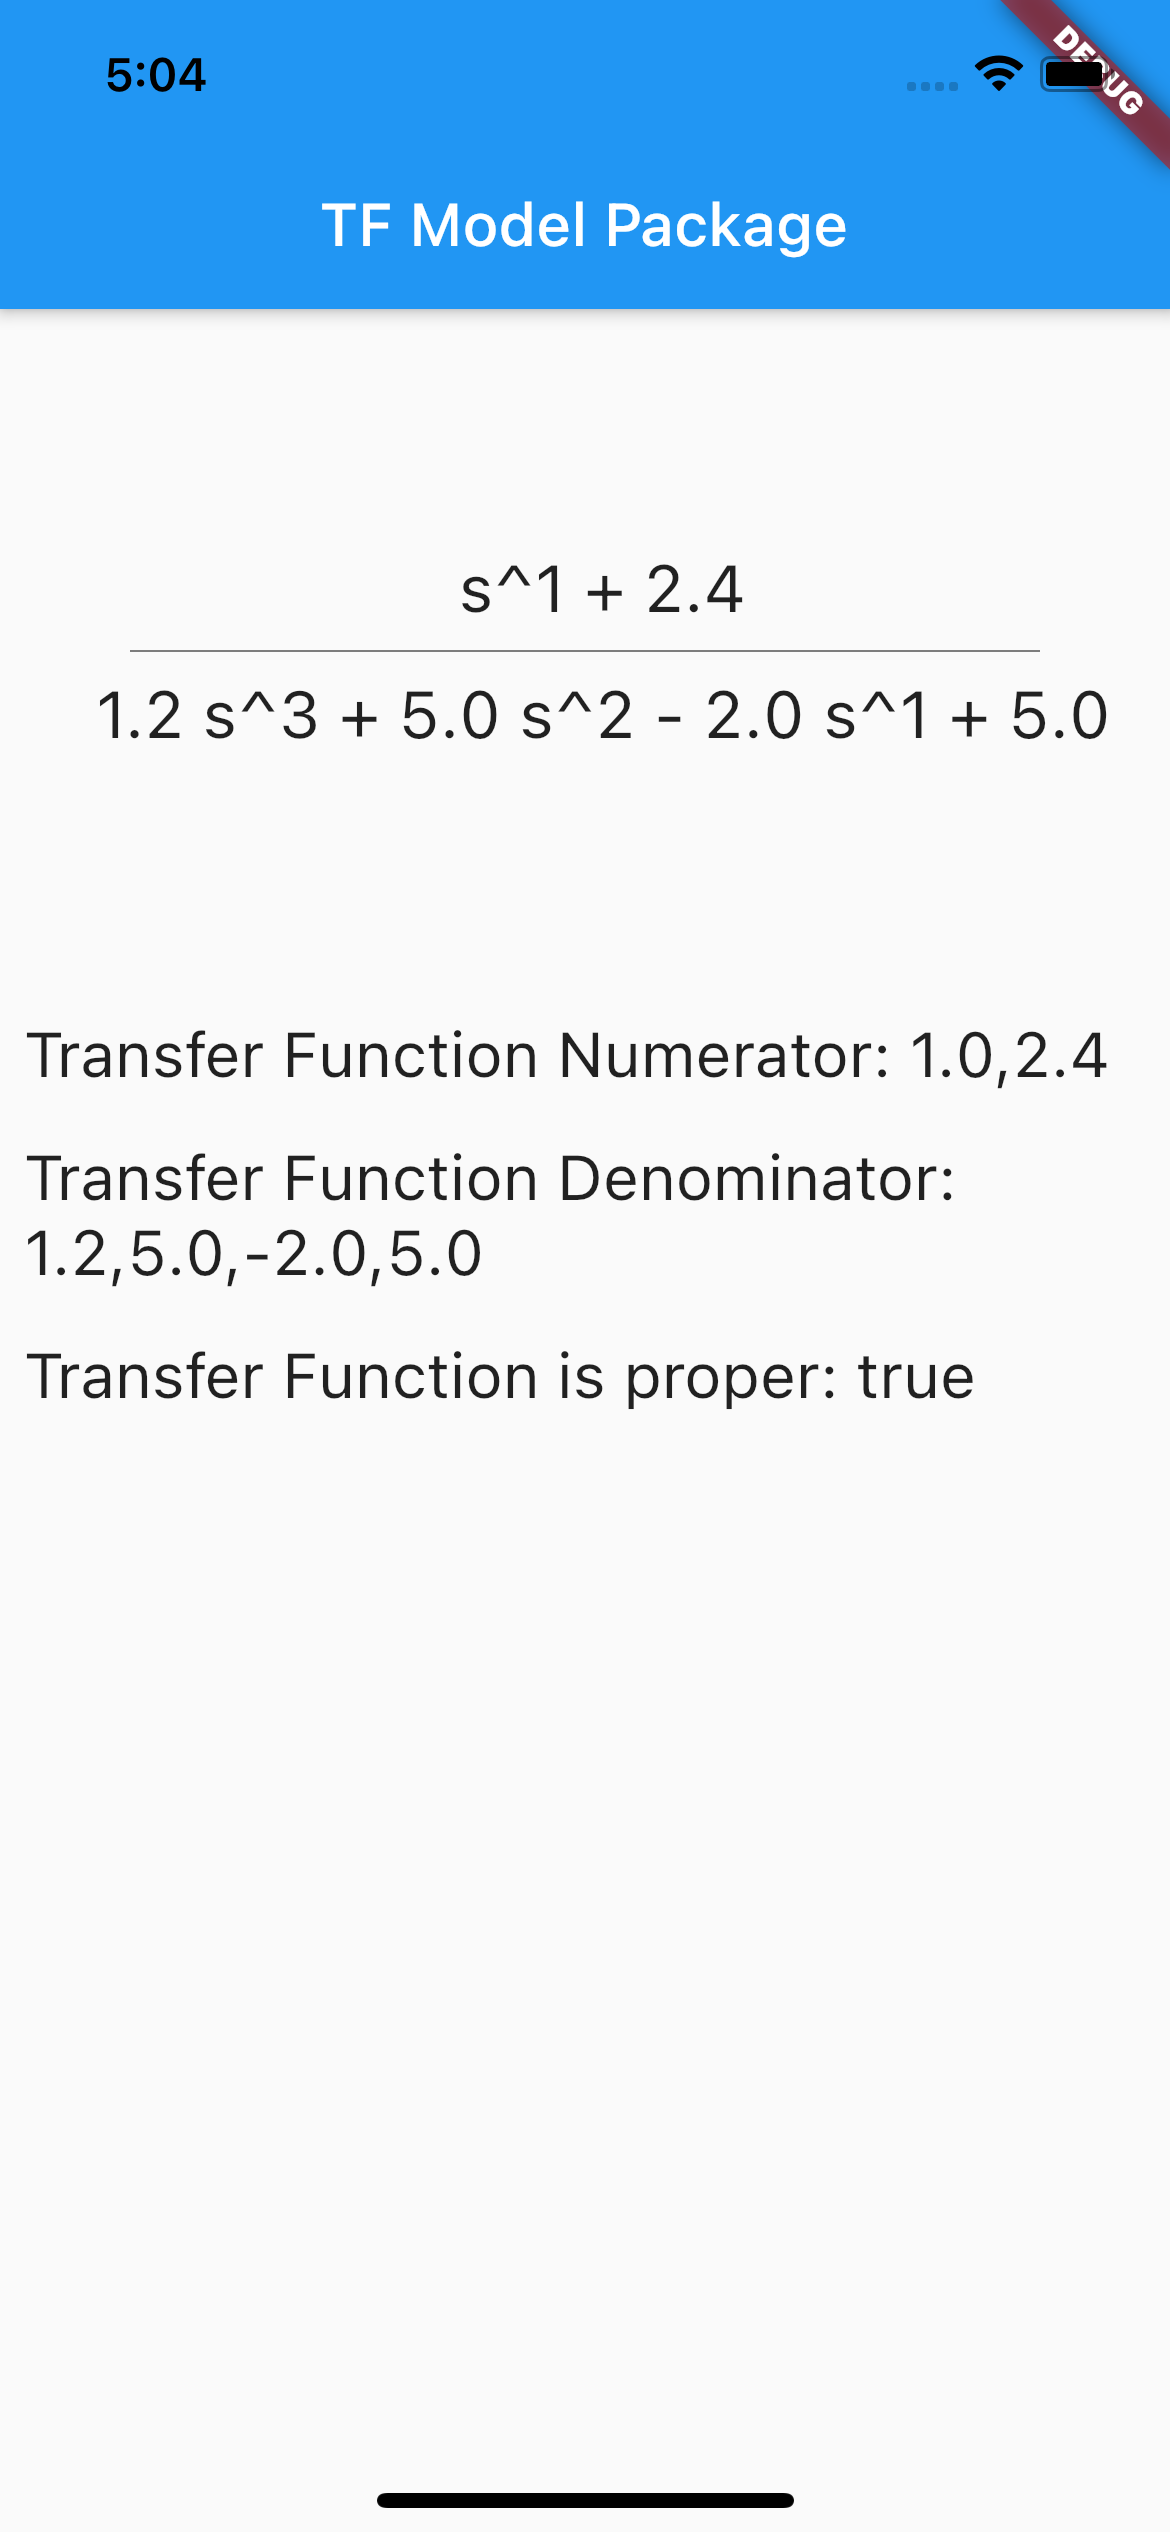 5:04
DEBUG
TF Model Package
s^1 + 2.4
1.2 s^3 + 5.0 s^2 - 2.0 s^1 + 5.0
Transfer Function Numerator: 1.0,2.4
Transfer Function Denominator:
1.2,5.0,-2.0,5.0
Transfer Function is proper: true